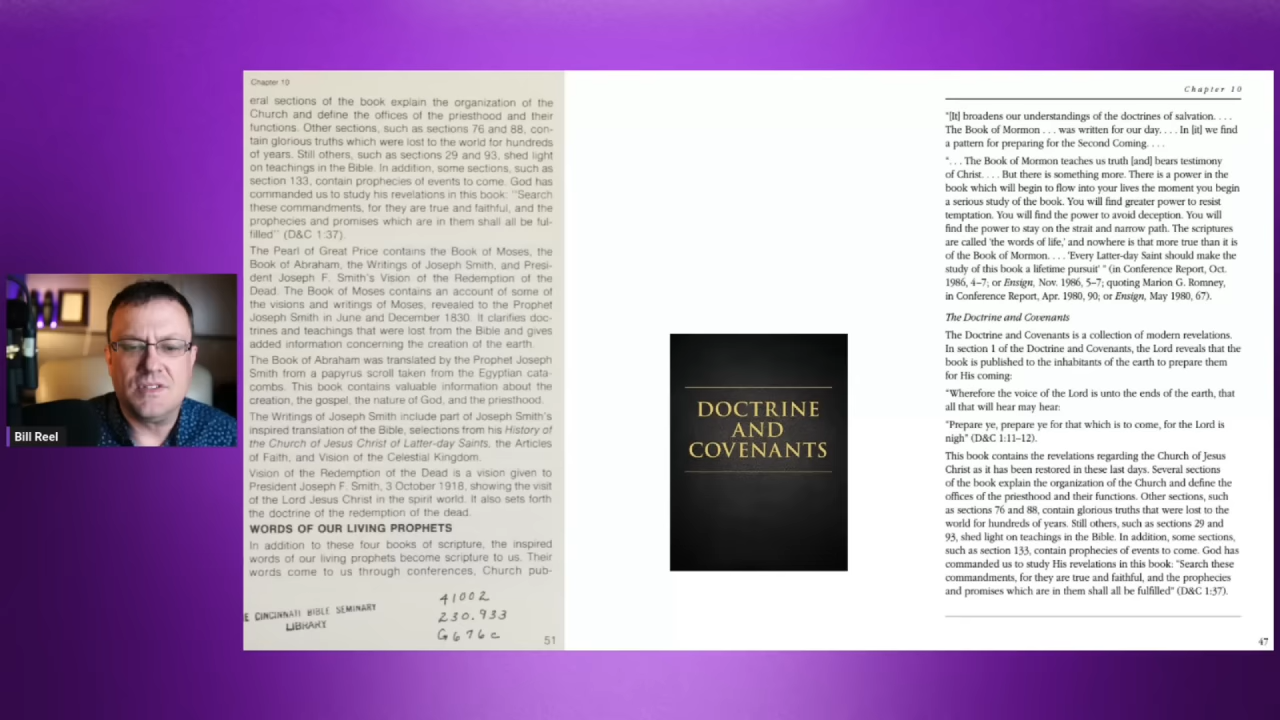 Bill Reel
Chapter 10
eral sections of the book explain the organization of the
Church and define the offices of the priesthood and their
functions. Other sections, such as sections 76 and 88, con-
tain glorious truths which were lost to the world for hundreds
of years. Still others, such as sections 29 and 93, shed light
on teachings in the Bible. In addition, some sections, such as
section 133, contain prophecies of events to come. God has
commanded us to study his revelations in this book: "Search
these commandments, for they are true and faithful, and the
prophecies and promises which are in them shall all be ful-
filled" (D&C 1:37).
The Pearl of Great Price contains the Book of Moses, the
Book of Abraham, the Writings of Joseph Smith, and Presi-
dent Joseph F. Smith's Vision of the Redemption of the
Dead. The Book of Moses contains an account of some of
the visions and writings of Moses, revealed to the Prophet
Joseph Smith in June and December 1830. It clarifies doc-
trines and teachings that were lost from the Bible and gives
added information concerning the creation of the earth.
The Book of Abraham was translated by the Prophet Joseph
Smith from a papyrus scroll taken from the Egyptian cata-
combs. This book contains valuable information about the
creation, the gospel, the nature of God, and the priesthood.
The Writings of Joseph Smith include part of Joseph Smith's
inspired translation of the Bible, selections from his History of
the Church of Jesus Christ of Latter-day Saints, the Articles
of Faith, and Vision of the Celestial Kingdom.
Vision of the Redemption of the Dead is a vision given to
President Joseph F. Smith, 3 October 1918, showing the visit
of the Lord Jesus Christ in the spirit world. It also sets forth
the doctrine of the redemption of the dead.
WORDS OF OUR LIVING PROPHETS
In addition to these four books of scripture, the inspired
words of our living prophets become scripture to us. Their
words come to us through conferences, Church pub-
E CINCINNATI BIBLE SEMINARY
LIBRARY
41002
230.933
G676c
51
DOCTRINE
AND
COVENANTS
Chapter 10
"[It] broadens our understandings of the doctrines of salvation. . . .
The Book of Mormon . . . was written for our day. . . . In [it] we find
a pattern for preparing for the Second Coming. . . .
". . . The Book of Mormon teaches us truth [and] bears testimony
of Christ. . . . But there is something more. There is a power in the
book which will begin to flow into your lives the moment you begin
a serious study of the book. You will find greater power to resist
temptation. You will find the power to avoid deception. You will
find the power to stay on the strait and narrow path. The scriptures
are called 'the words of life,' and nowhere is that more true than it is
of the Book of Mormon. . . . 'Every Latter-day Saint should make the
study of this book a lifetime pursuit' " (in Conference Report, Oct.
1986, 4–7; or Ensign, Nov. 1986, 5–7; quoting Marion G. Romney,
in Conference Report, Apr. 1980, 90; or Ensign, May 1980, 67).
The Doctrine and Covenants
The Doctrine and Covenants is a collection of modern revelations.
In section 1 of the Doctrine and Covenants, the Lord reveals that the
book is published to the inhabitants of the earth to prepare them
for His coming:
"Wherefore the voice of the Lord is unto the ends of the earth, that
all that will hear may hear:
"Prepare ye, prepare ye for that which is to come, for the Lord is
nigh" (D&C 1:11–12).
This book contains the revelations regarding the Church of Jesus
Christ as it has been restored in these last days. Several sections
of the book explain the organization of the Church and define the
offices of the priesthood and their functions. Other sections, such
as sections 76 and 88, contain glorious truths that were lost to the
world for hundreds of years. Still others, such as sections 29 and
93, shed light on teachings in the Bible. In addition, some sections,
such as section 133, contain prophecies of events to come. God has
commanded us to study His revelations in this book: "Search these
commandments, for they are true and faithful, and the prophecies
and promises which are in them shall all be fulfilled" (D&C 1:37).
47